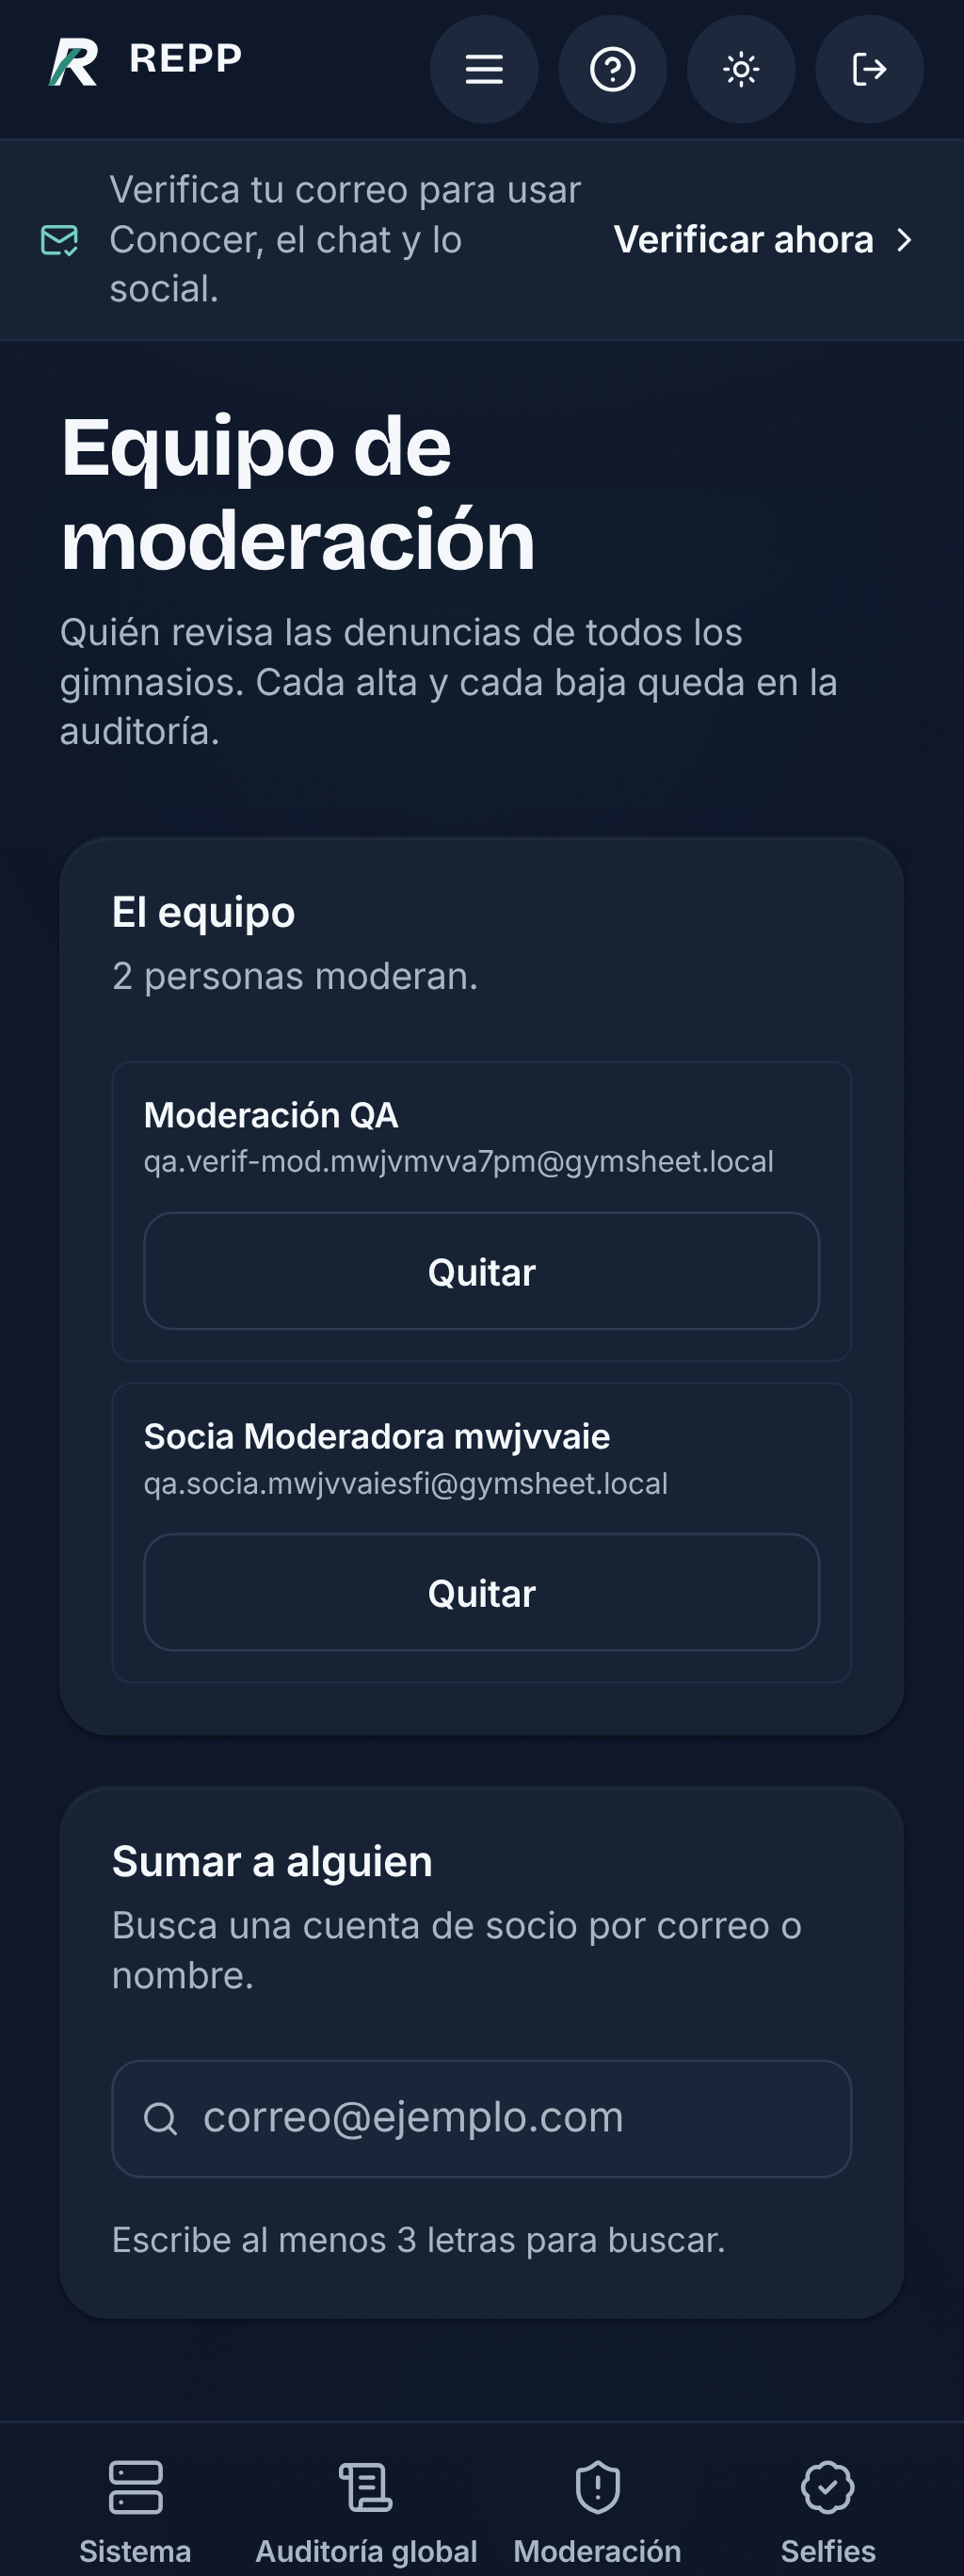 REPP
Verifica tu correo para usar
Conocer, el chat y lo
social.
Verificar ahora
Equipo de
moderación
Quién revisa las denuncias de todos los
gimnasios. Cada alta y cada baja queda en la
auditoría.
El equipo
2 personas moderan.
Moderación QA
qa.verif-mod.mwjvmvva7pm@gymsheet.local
Quitar
Socia Moderadora mwjvvaie
qa.socia.mwjvvaiesfi@gymsheet.local
Quitar
Sumar a alguien
Busca una cuenta de socio por correo o
nombre.
correo@ejemplo.com
Escribe al menos 3 letras para buscar.
Sistema
Auditoría global
Moderación
Selfies